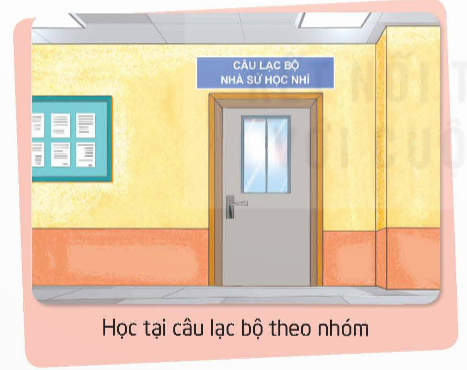 CÂU LẠC BỘ
NHÀ SỬ HỌC NHÍ
Học tại câu lạc bộ theo nhóm